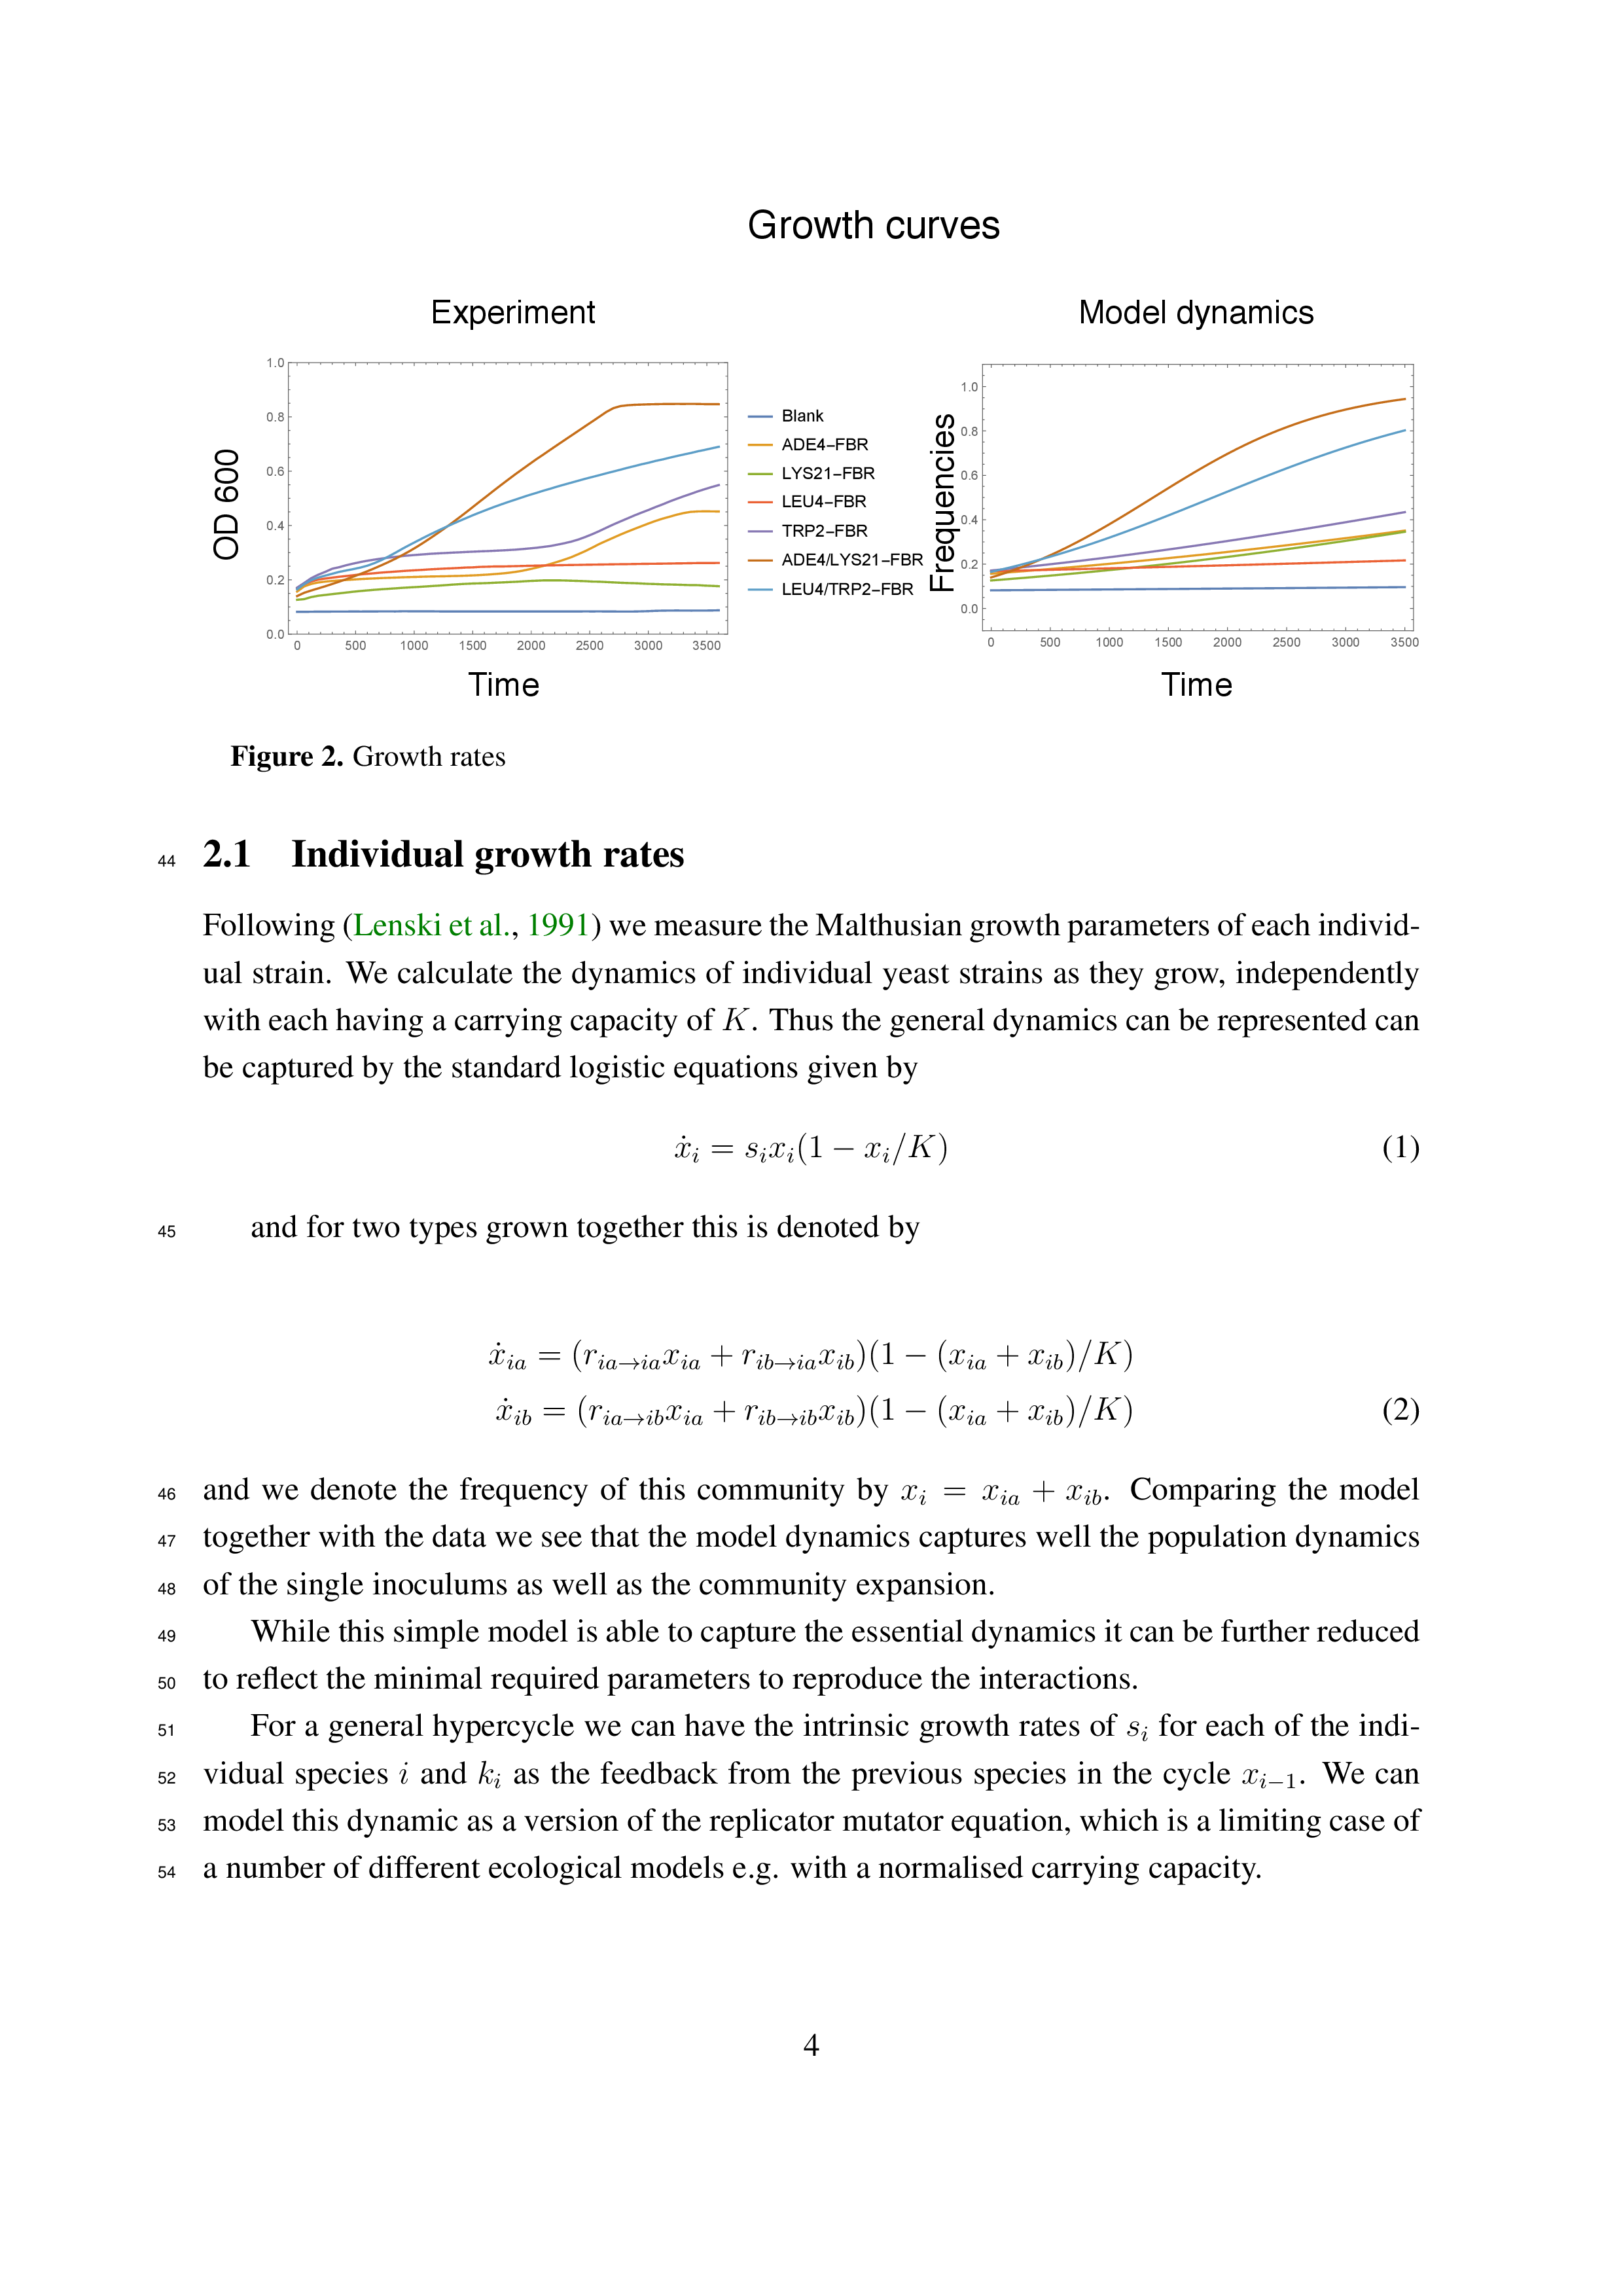 Growth curves
Experiment
Model dynamics
OD 600
1.0
0.8
0.6
0.4
0.2
0.0
0 500 1000 1500 2000 2500 3000 3500
Time
Blank
ADE4–FBR
LYS21–FBR
LEU4–FBR
TRP2–FBR
ADE4/LYS21–FBR
LEU4/TRP2–FBR
Frequencies
1.0
0.8
0.6
0.4
0.2
0.0
0 500 1000 1500 2000 2500 3000 3500
Time
Figure 2. Growth rates
44 2.1 Individual growth rates
Following (Lenski et al., 1991) we measure the Malthusian growth parameters of each individ-
ual strain. We calculate the dynamics of individual yeast strains as they grow, independently
with each having a carrying capacity of K. Thus the general dynamics can be represented can
be captured by the standard logistic equations given by
ẋ_i = s_i x_i (1 − x_i/K) (1)
45 and for two types grown together this is denoted by
ẋ_{ia} = (r_{ia→ia} x_{ia} + r_{ib→ia} x_{ib})(1 − (x_{ia} + x_{ib})/K)
ẋ_{ib} = (r_{ia→ib} x_{ia} + r_{ib→ib} x_{ib})(1 − (x_{ia} + x_{ib})/K) (2)
46 and we denote the frequency of this community by x_i = x_{ia} + x_{ib}. Comparing the model
47 together with the data we see that the model dynamics captures well the population dynamics
48 of the single inoculums as well as the community expansion.
49 While this simple model is able to capture the essential dynamics it can be further reduced
50 to reflect the minimal required parameters to reproduce the interactions.
51 For a general hypercycle we can have the intrinsic growth rates of s_i for each of the indi-
52 vidual species i and k_i as the feedback from the previous species in the cycle x_{i−1}. We can
53 model this dynamic as a version of the replicator mutator equation, which is a limiting case of
54 a number of different ecological models e.g. with a normalised carrying capacity.
4